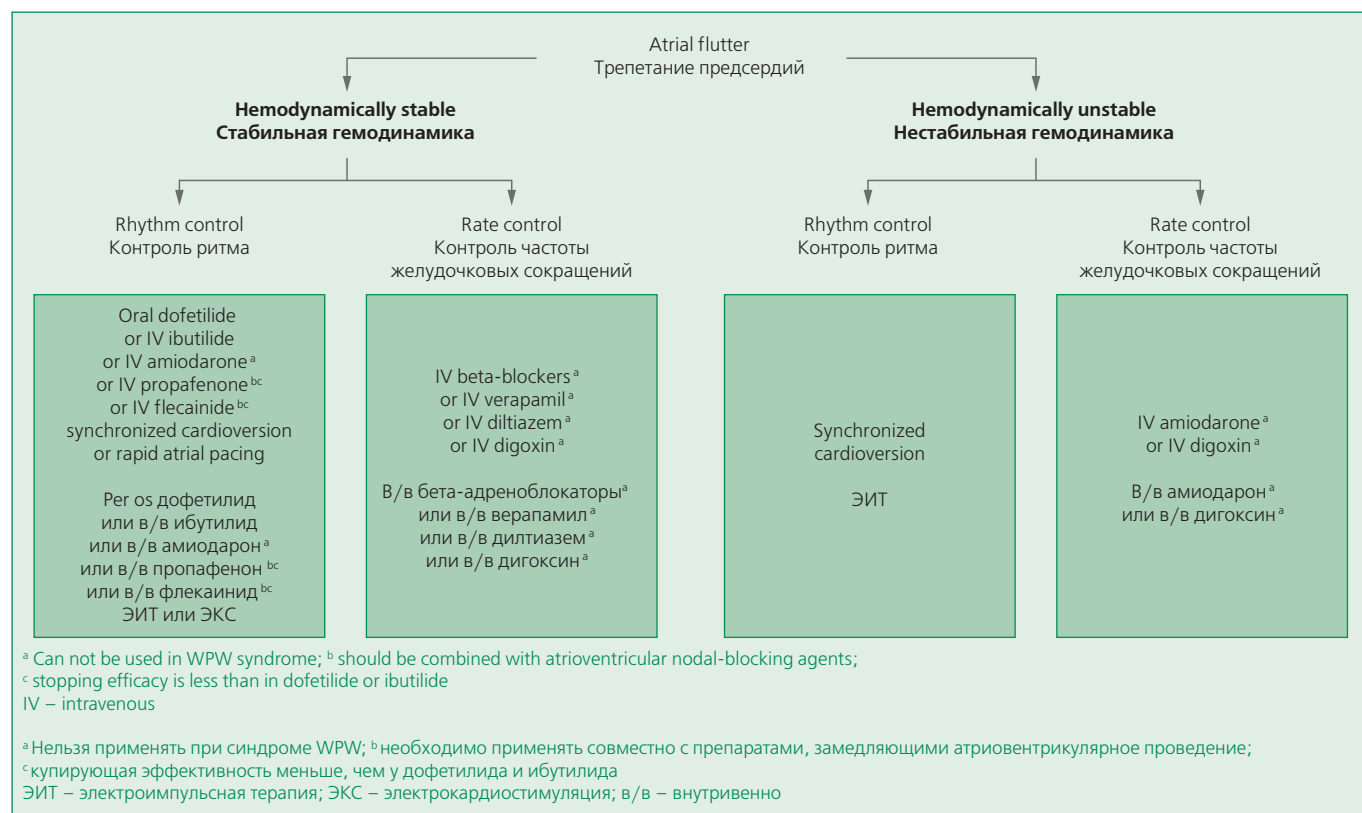 Atrial flutter
Трепетание предсердий
Hemodynamically stable
Стабильная гемодинамика
Hemodynamically unstable
Нестабильная гемодинамика
Rhythm control
Контроль ритма
Rate control
Контроль частоты
желудочковых сокращений
Rhythm control
Контроль ритма
Rate control
Контроль частоты
желудочковых сокращений
Oral dofetilide
or IV ibutilide
or IV amiodarone a
or IV propafenone bc
or IV flecainide bc
synchronized cardioversion
or rapid atrial pacing
Per os дофетилид
или в/в ибутилид
или в/в амиодарон a
или в/в пропафенон bc
или в/в флекаинид bc
ЭИТ или ЭКС
IV beta-blockers a
or IV verapamil a
or IV diltiazem a
or IV digoxin a
В/в бета-адреноблокаторы a
или в/в верапамил a
или в/в дилтиазем a
или в/в дигоксин a
Synchronized
cardioversion
ЭИТ
IV amiodarone a
or IV digoxin a
В/в амиодарон a
или в/в дигоксин a
a Can not be used in WPW syndrome; b should be combined with atrioventricular nodal-blocking agents;
c stopping efficacy is less than in dofetilide or ibutilide
IV – intravenous
a Нельзя применять при синдроме WPW; b необходимо применять совместно с препаратами, замедляющими атриовентрикулярное проведение;
c купирующая эффективность меньше, чем у дофетилида и ибутилида
ЭИТ – электроимпульсная терапия; ЭКС – электрокардиостимуляция; в/в – внутривенно